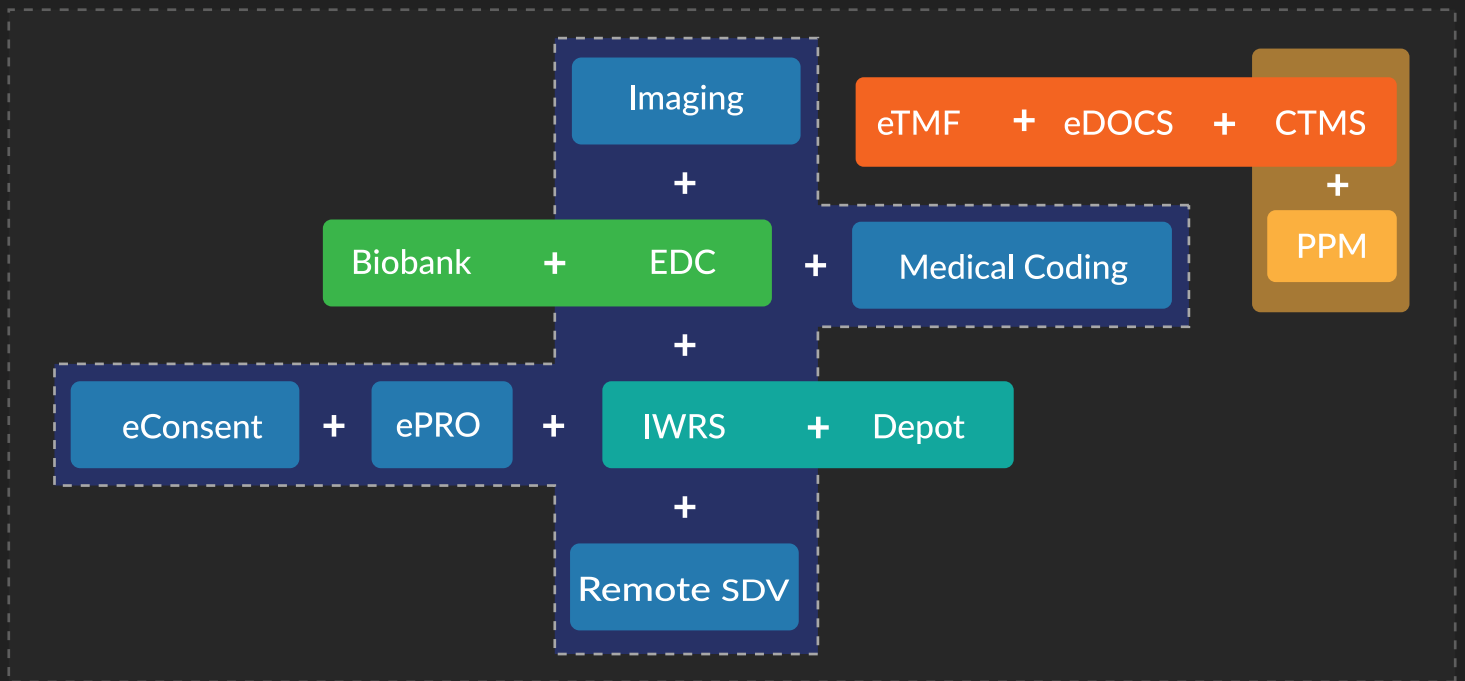 Imaging
eTMF + eDOCS + CTMS
+
+
PPM
Biobank + EDC + Medical Coding
+
eConsent + ePRO + IWRS + Depot
+
Remote SDV